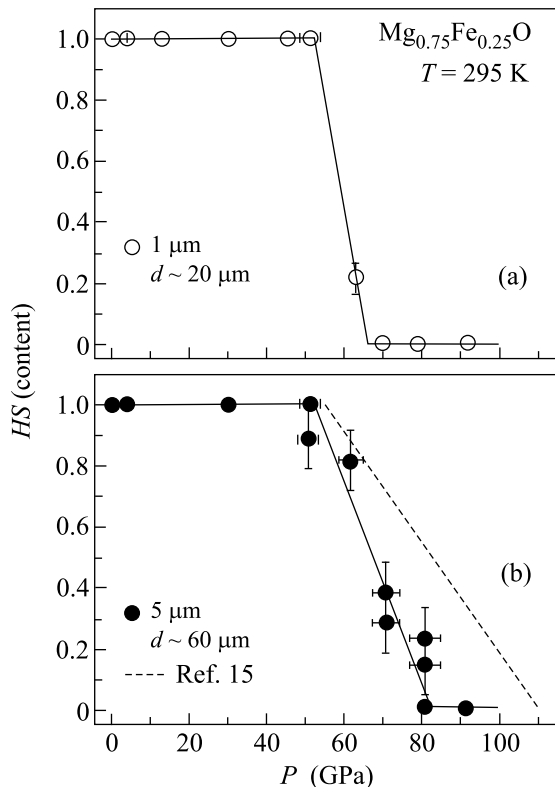 Mg₀.₇₅Fe₀.₂₅O
T = 295 K
1.0
0.8
0.6
0.4
0.2
0
1 μm
d ~ 20 μm
(a)
HS (content)
1.0
0.8
0.6
0.4
0.2
0
5 μm
d ~ 60 μm
Ref. 15
(b)
0 20 40 60 80 100
P (GPa)